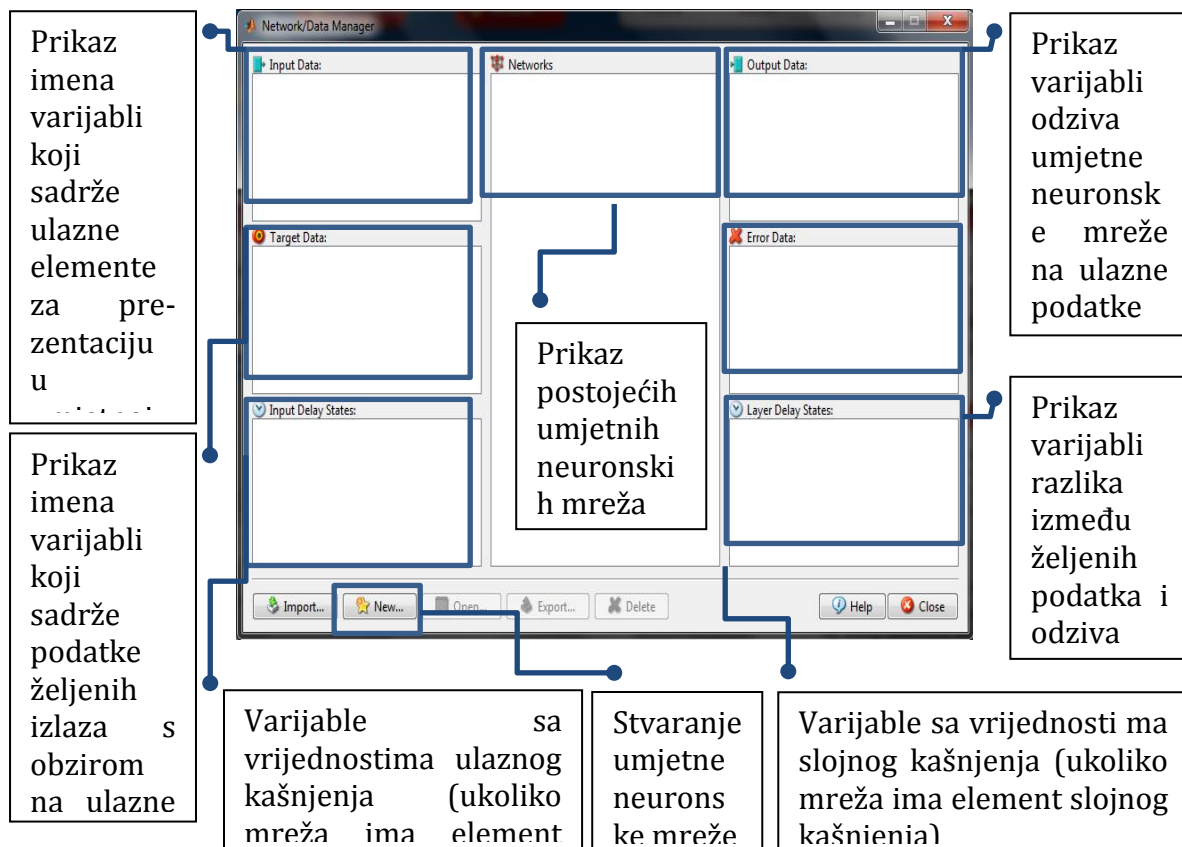 Prikaz
imena
varijabli
koji
sadrže
ulazne
elemente
za pre-
zentaciju
u
Network/Data Manager
Input Data:
Networks
Output Data:
Target Data:
Error Data:
Input Delay States:
Layer Delay States:
Import...
New...
Open...
Export...
Delete
Help
Close
Prikaz
varijabli
odziva
umjetne
neuronsk
e mreže
na ulazne
podatke
Prikaz
postojećih
umjetnih
neuronski
h mreža
Prikaz
imena
varijabli
koji
sadrže
podatke
željenih
izlaza s
obzirom
na ulazne
Prikaz
varijabli
razlika
između
željenih
podatka i
odziva
Varijable sa
vrijednostima ulaznog
kašnjenja (ukoliko
mreža ima element
Stvaranje
umjetne
neurons
ke mreže
Varijable sa vrijednosti ma
slojnog kašnjenja (ukoliko
mreža ima element slojnog
kašnjenja)